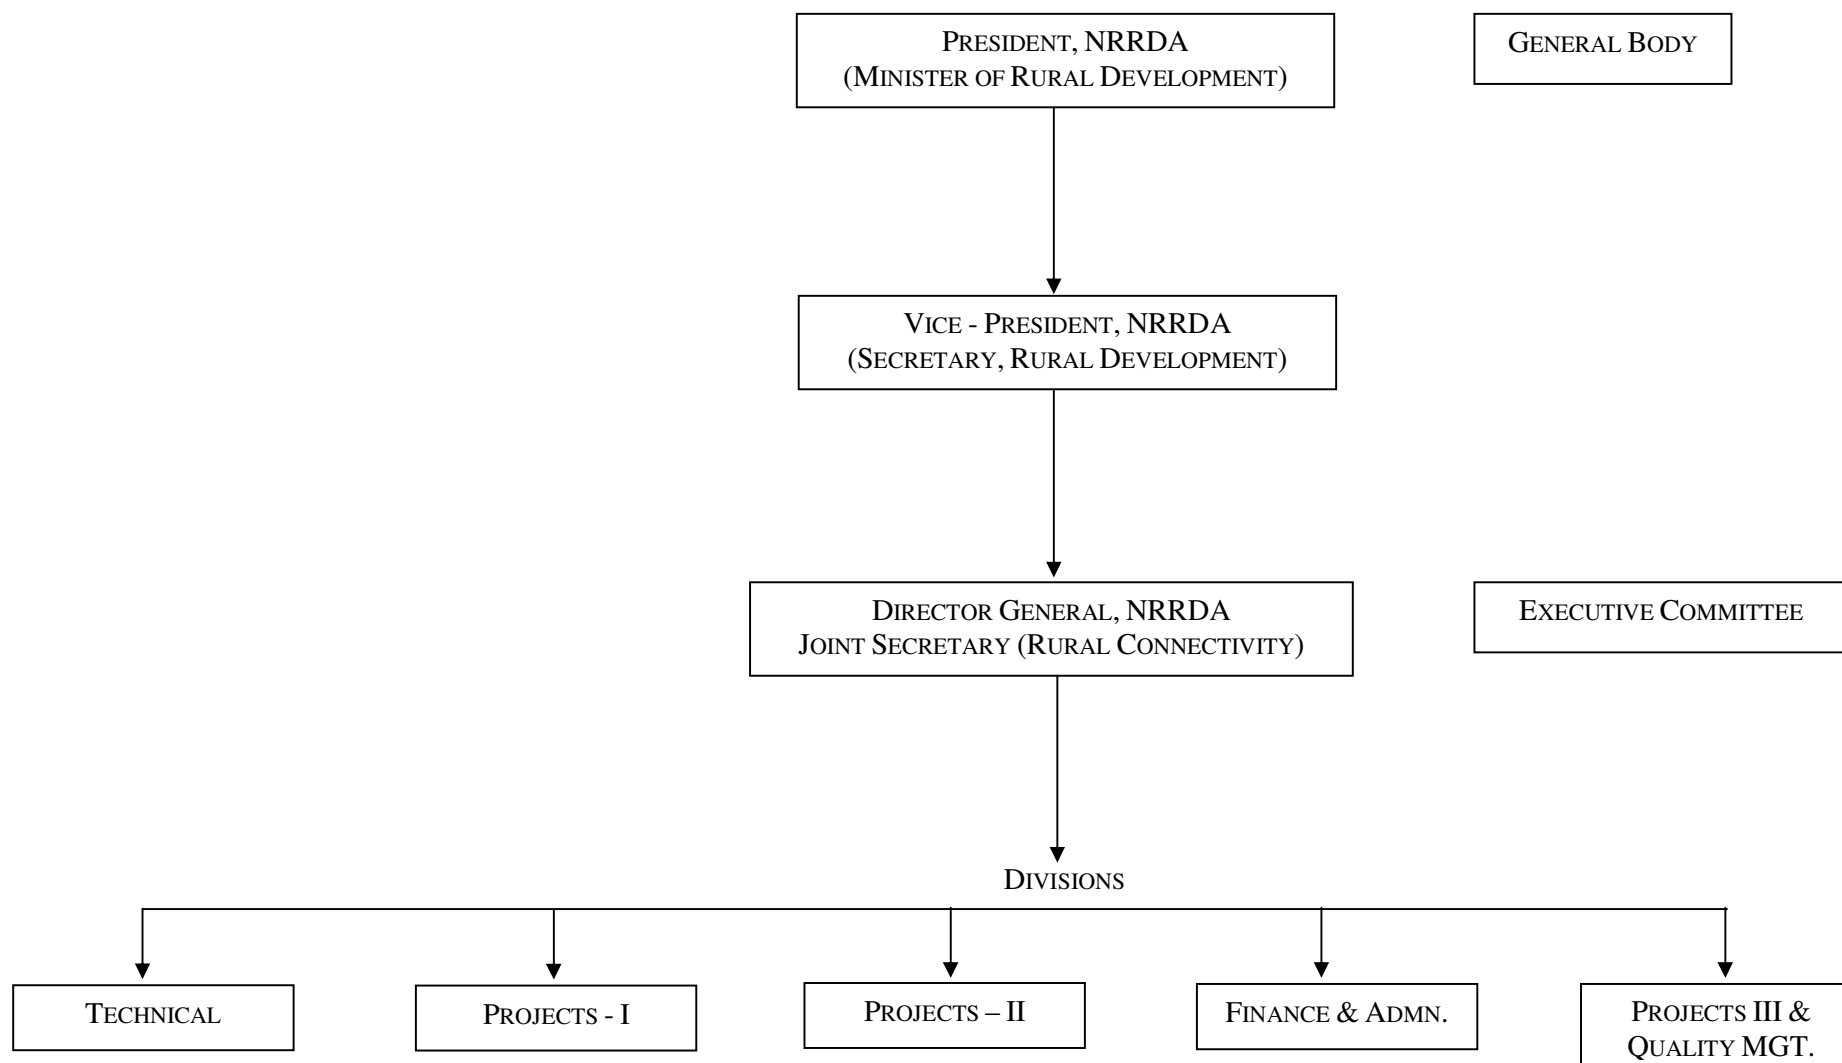 PRESIDENT, NRRDA
(MINISTER OF RURAL DEVELOPMENT)
GENERAL BODY
VICE - PRESIDENT, NRRDA
(SECRETARY, RURAL DEVELOPMENT)
DIRECTOR GENERAL, NRRDA
JOINT SECRETARY (RURAL CONNECTIVITY)
EXECUTIVE COMMITTEE
DIVISIONS
TECHNICAL
PROJECTS - I
PROJECTS – II
FINANCE & ADMN.
PROJECTS III &
QUALITY MGT.